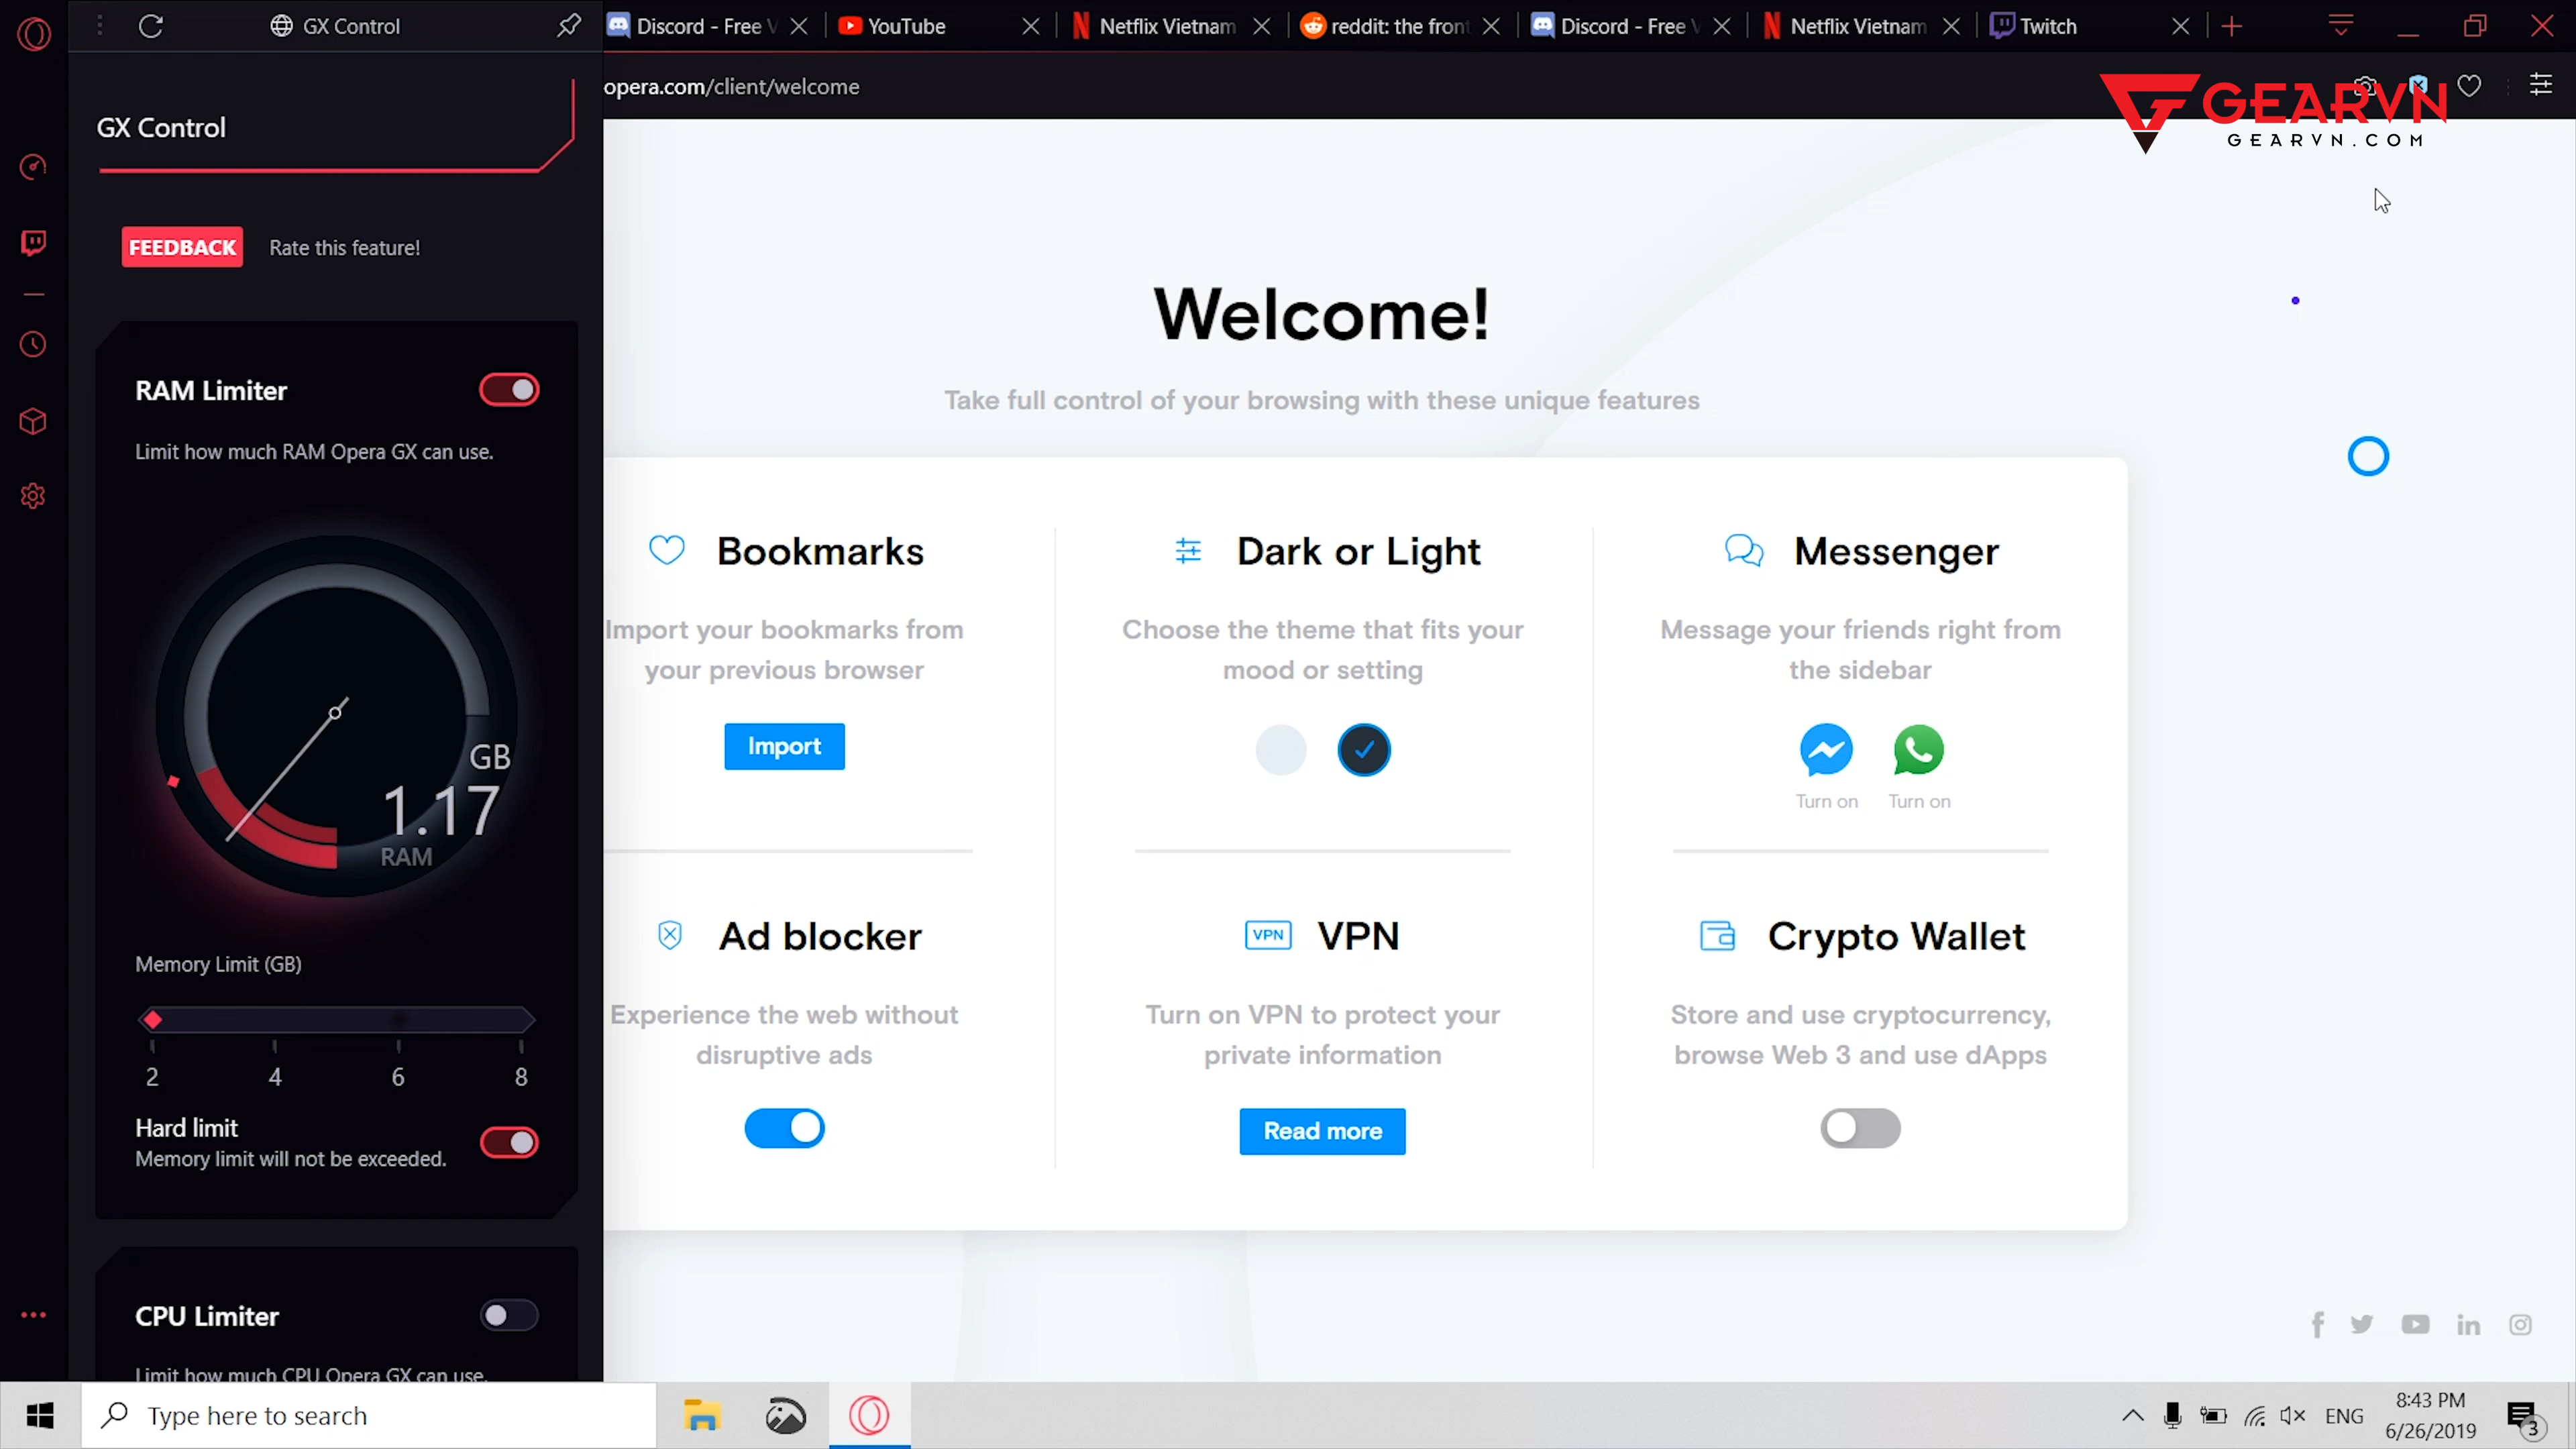 GX Control
Discord - Free V
YouTube
Netflix Vietnam
reddit: the front
Discord - Free V
Netflix Vietnam
Twitch
opera.com/client/welcome
GEARVN
GEARVN.COM
GX Control
FEEDBACK
Rate this feature!
RAM Limiter
Limit how much RAM Opera GX can use.
GB
1.17
RAM
Memory Limit (GB)
2 4 6 8
Hard limit
Memory limit will not be exceeded.
CPU Limiter
Limit how much CPU Opera GX can use.
Welcome!
Take full control of your browsing with these unique features
Bookmarks
Import your bookmarks from
your previous browser
Import
Dark or Light
Choose the theme that fits your
mood or setting
Messenger
Message your friends right from
the sidebar
Turn on Turn on
Ad blocker
Experience the web without
disruptive ads
VPN
VPN
Turn on VPN to protect your
private information
Read more
Crypto Wallet
Store and use cryptocurrency,
browse Web 3 and use dApps
Type here to search
ENG
8:43 PM
6/26/2019
3